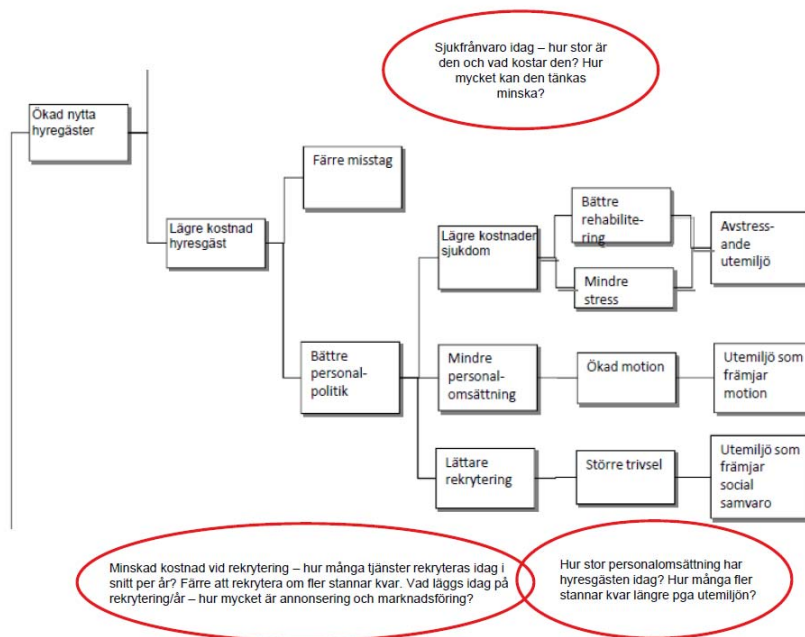 Sjukfrånvaro idag – hur stor är
den och vad kostar den? Hur
mycket kan den tänkas
minska?
Ökad nytta
hyregäster
Färre misstag
Lägre kostnad
hyresgäst
Lägre kostnader
sjukdom
Bättre
rehabilite-
ring
Mindre
stress
Avstress-
ande
utemiljö
Bättre
personal-
politik
Mindre
personal-
omsättning
Ökad motion
Utemiljö som
främjar
motion
Lättare
rekrytering
Större trivsel
Utemiljö som
främjar
social
samvaro
Minskad kostnad vid rekrytering – hur många tjänster rekryteras idag i
snitt per år? Färre att rekrytera om fler stannar kvar. Vad läggs idag på
rekrytering/år – hur mycket är annonsering och marknadsföring?
Hur stor personalomsättning har
hyresgästen idag? Hur många fler
stannar kvar längre pga utemiljön?